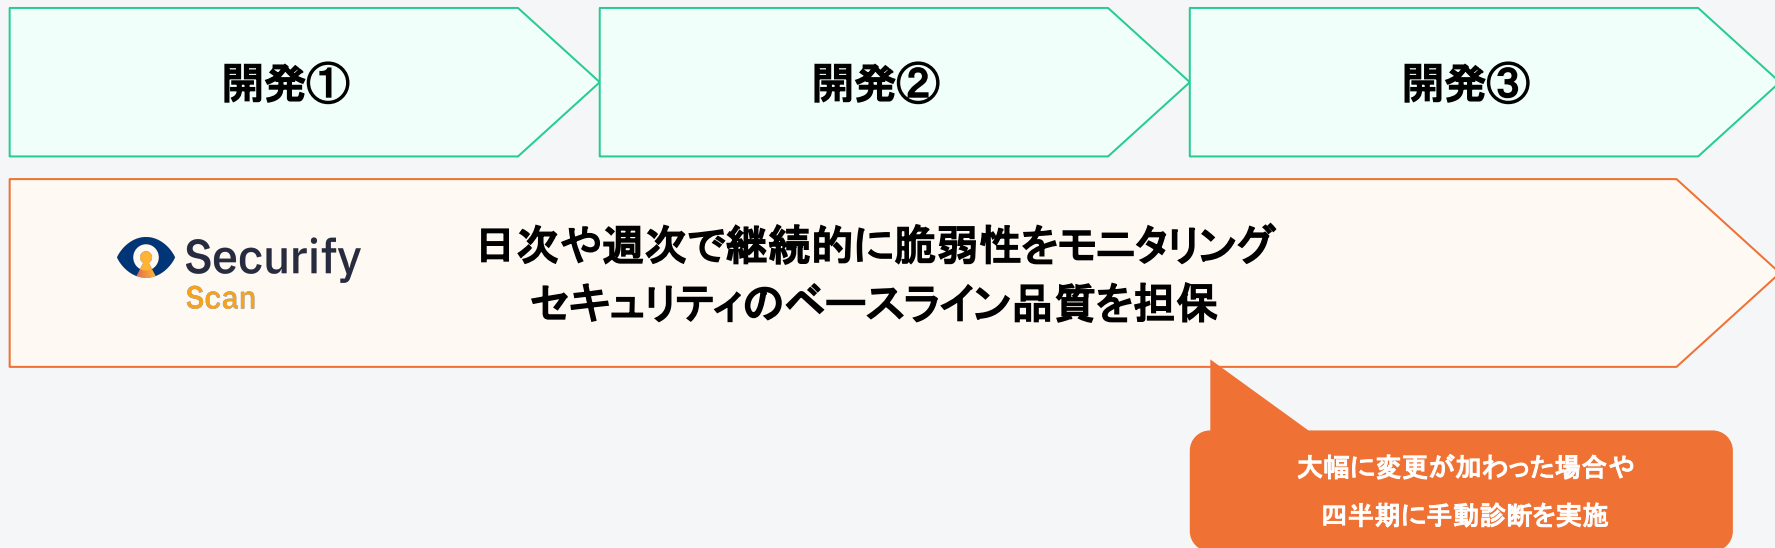 開発①
開発②
開発③
Securify
Scan
日次や週次で継続的に脆弱性をモニタリング
セキュリティのベースライン品質を担保
大幅に変更が加わった場合や
四半期に手動診断を実施